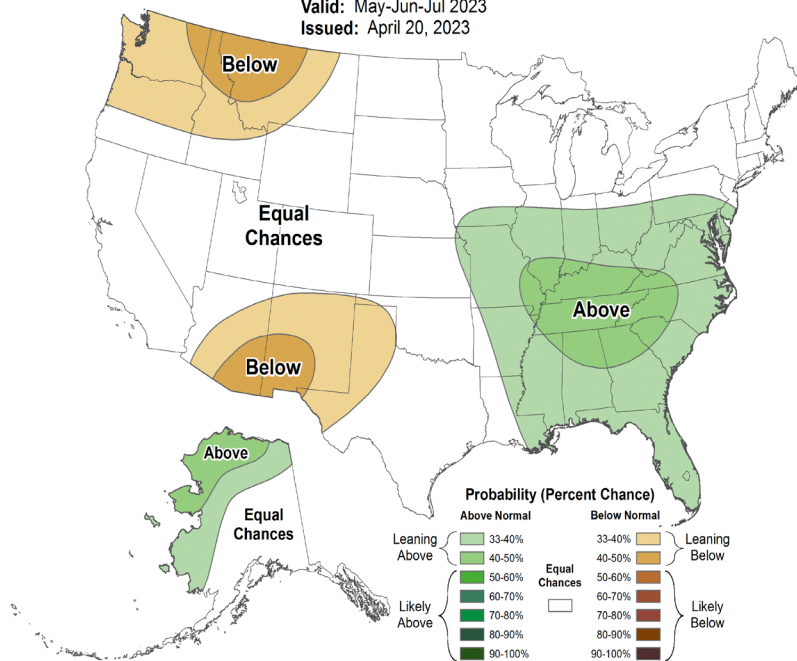 Valid: May-Jun-Jul 2023
Issued: April 20, 2023
Below
Equal
Chances
Above
Below
Above
Equal
Chances
Probability (Percent Chance)
Above Normal
Below Normal
Leaning
Above
33-40%
33-40%
Leaning
Below
40-50%
40-50%
Equal
Chances
Likely
Above
50-60%
50-60%
Likely
Below
60-70%
60-70%
70-80%
70-80%
80-90%
80-90%
90-100%
90-100%